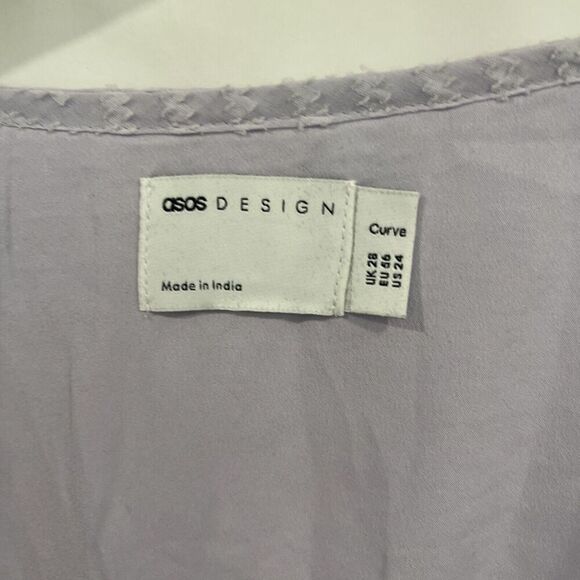 asos DESIGN
Made in India
Curve
UK 28
EU 56
US 24